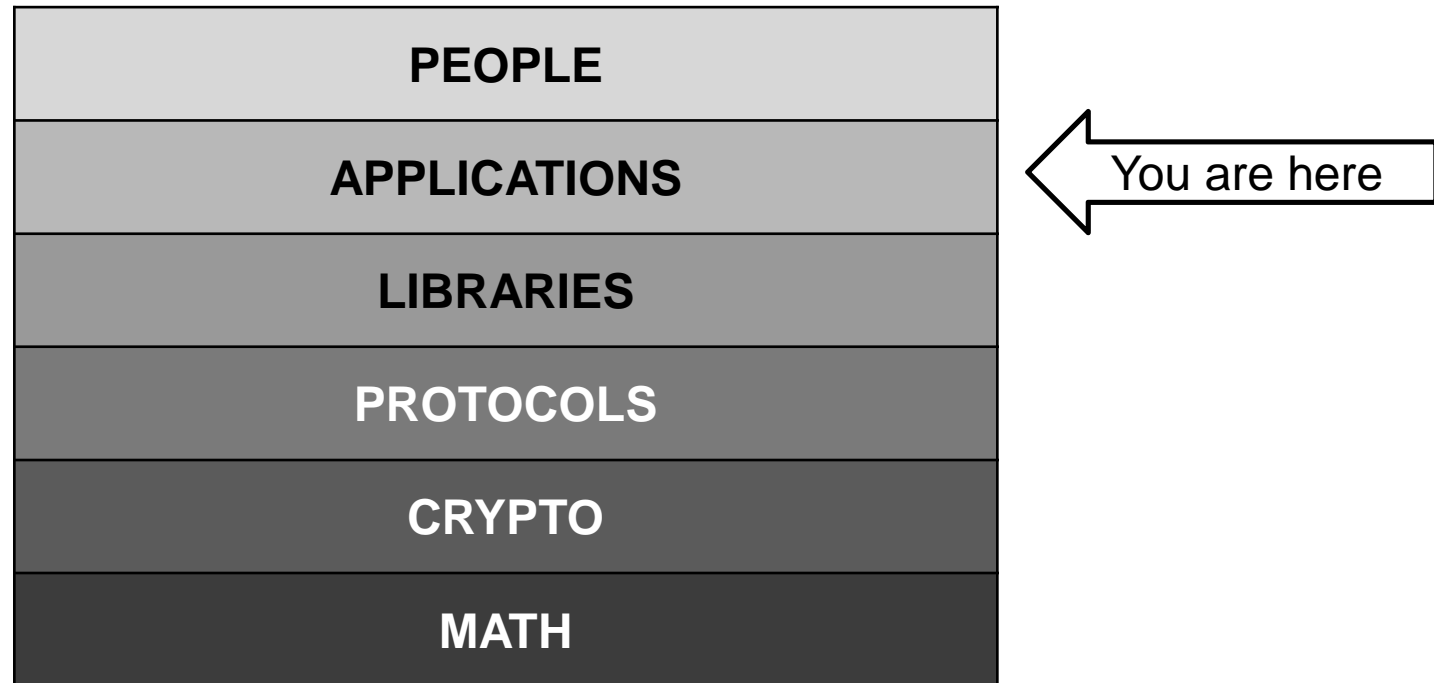 PEOPLE
APPLICATIONS
You are here
LIBRARIES
PROTOCOLS
CRYPTO
MATH